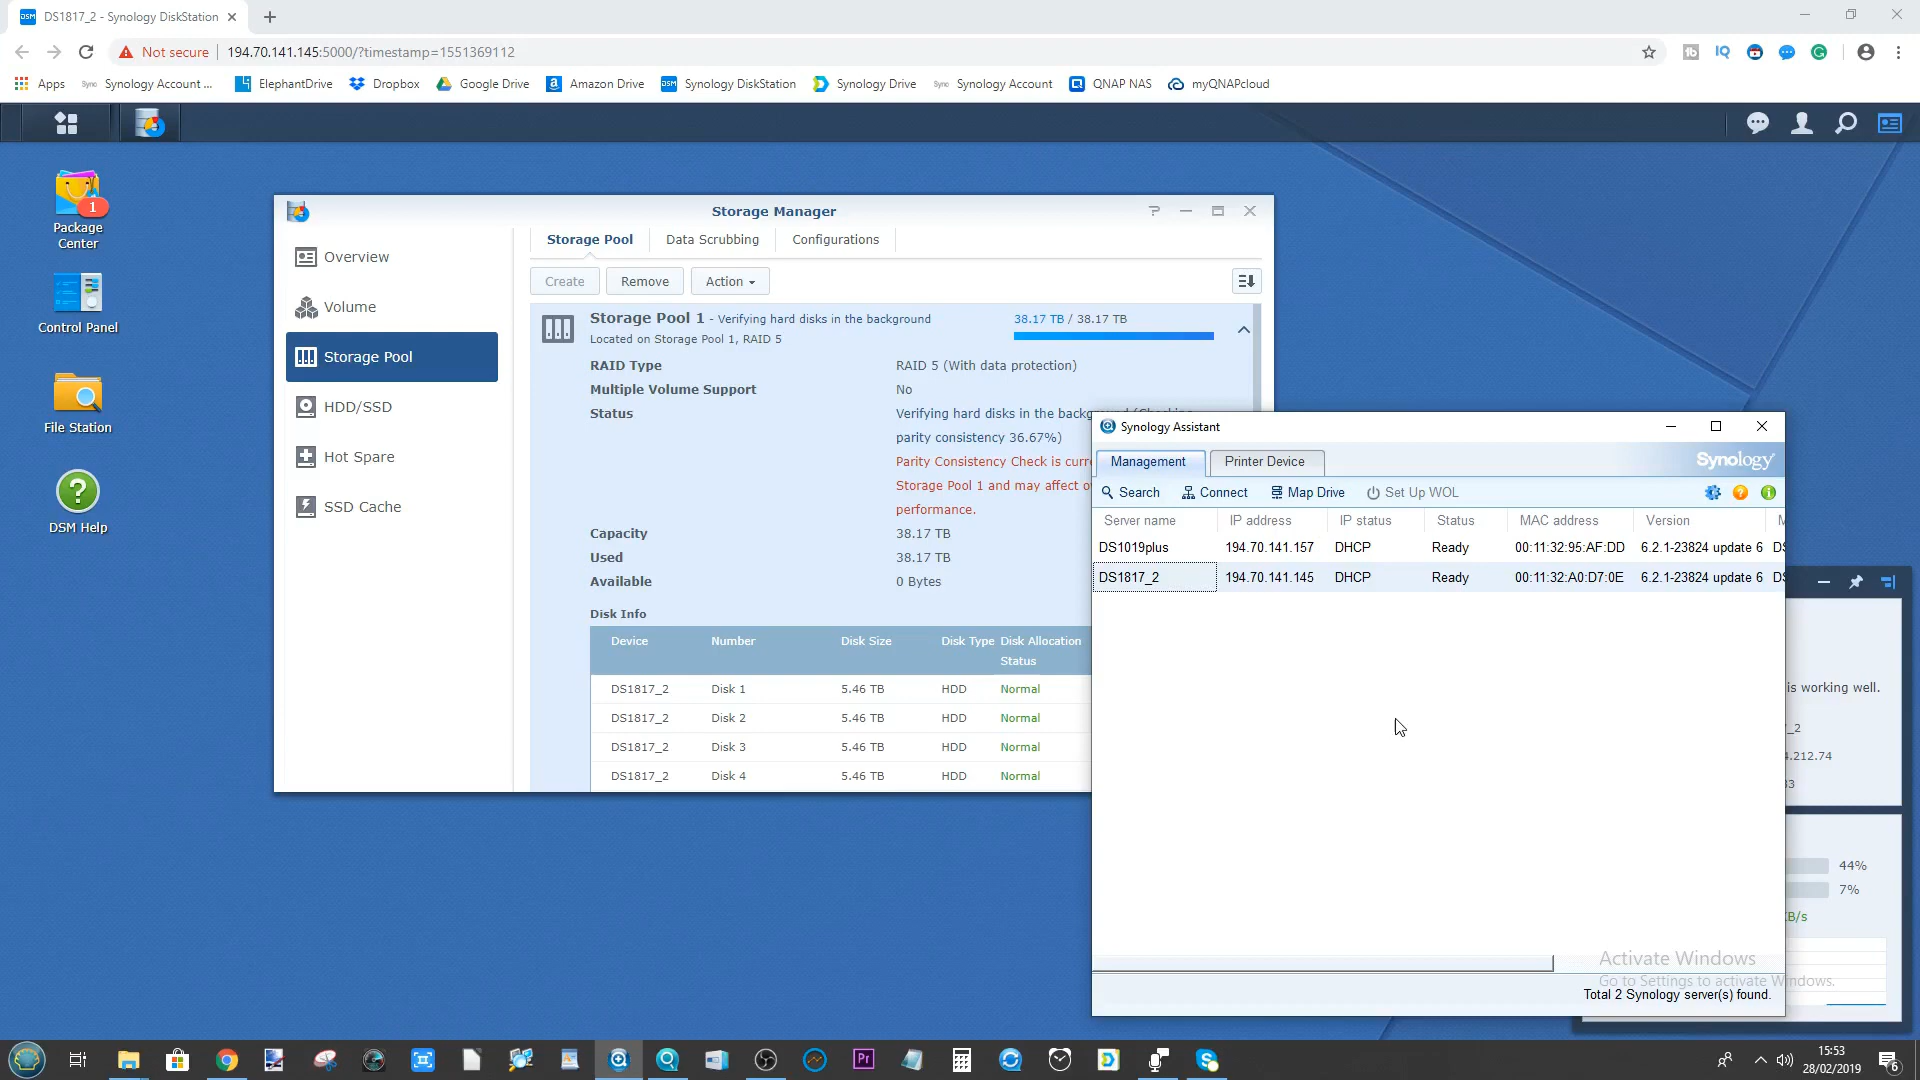 DS1817_2 - Synology DiskStation
Not secure 194.70.141.145:5000/?timestamp=1551369112
Apps Synology Account ... ElephantDrive Dropbox Google Drive Amazon Drive Synology DiskStation Synology Drive Synology Account QNAP NAS myQNAPcloud
1
Package
Center
Control Panel
File Station
DSM Help
Storage Manager
Overview
Volume
Storage Pool
HDD/SSD
Hot Spare
SSD Cache
Storage Pool Data Scrubbing Configurations
Create Remove Action
Storage Pool 1 - Verifying hard disks in the background 38.17 TB / 38.17 TB
Located on Storage Pool 1, RAID 5
RAID Type RAID 5 (With data protection)
Multiple Volume Support No
Status Verifying hard disks in the background (Checking
parity consistency 36.67%)
Parity Consistency Check is curr
Storage Pool 1 and may affect o
performance.
Capacity 38.17 TB
Used 38.17 TB
Available 0 Bytes
Disk Info
Device Number Disk Size Disk Type Disk Allocation
Status
DS1817_2 Disk 1 5.46 TB HDD Normal
DS1817_2 Disk 2 5.46 TB HDD Normal
DS1817_2 Disk 3 5.46 TB HDD Normal
DS1817_2 Disk 4 5.46 TB HDD Normal
Synology Assistant
Management Printer Device Synology
Search Connect Map Drive Set Up WOL
Server name IP address IP status Status MAC address Version M
DS1019plus 194.70.141.157 DHCP Ready 00:11:32:95:AF:DD 6.2.1-23824 update 6 DS
DS1817_2 194.70.141.145 DHCP Ready 00:11:32:A0:D7:0E 6.2.1-23824 update 6 DS
Total 2 Synology server(s) found.
is working well.
_2
.212.74
33
44%
7%
KB/s
Activate Windows
Go to Settings to activate Windows.
15:53
28/02/2019
6